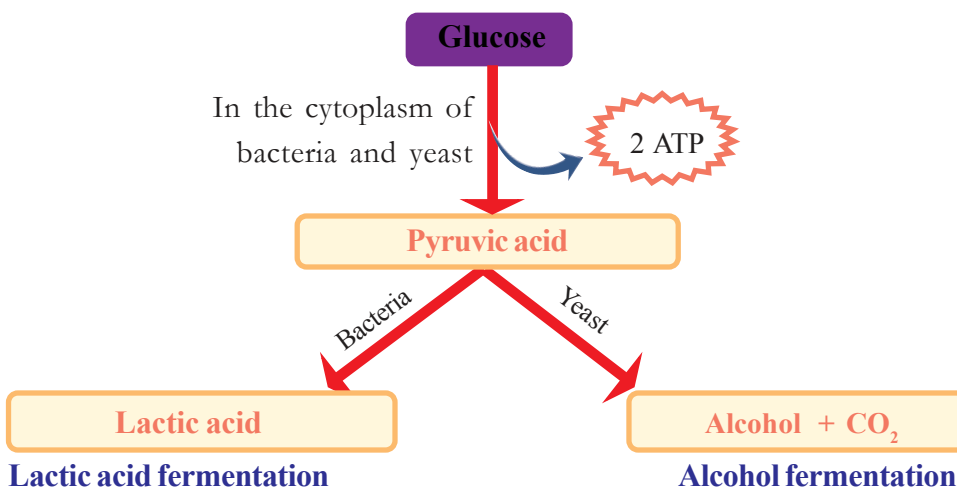 Glucose
In the cytoplasm of
bacteria and yeast
2 ATP
Pyruvic acid
Bacteria
Yeast
Lactic acid
Alcohol + CO₂
Lactic acid fermentation
Alcohol fermentation